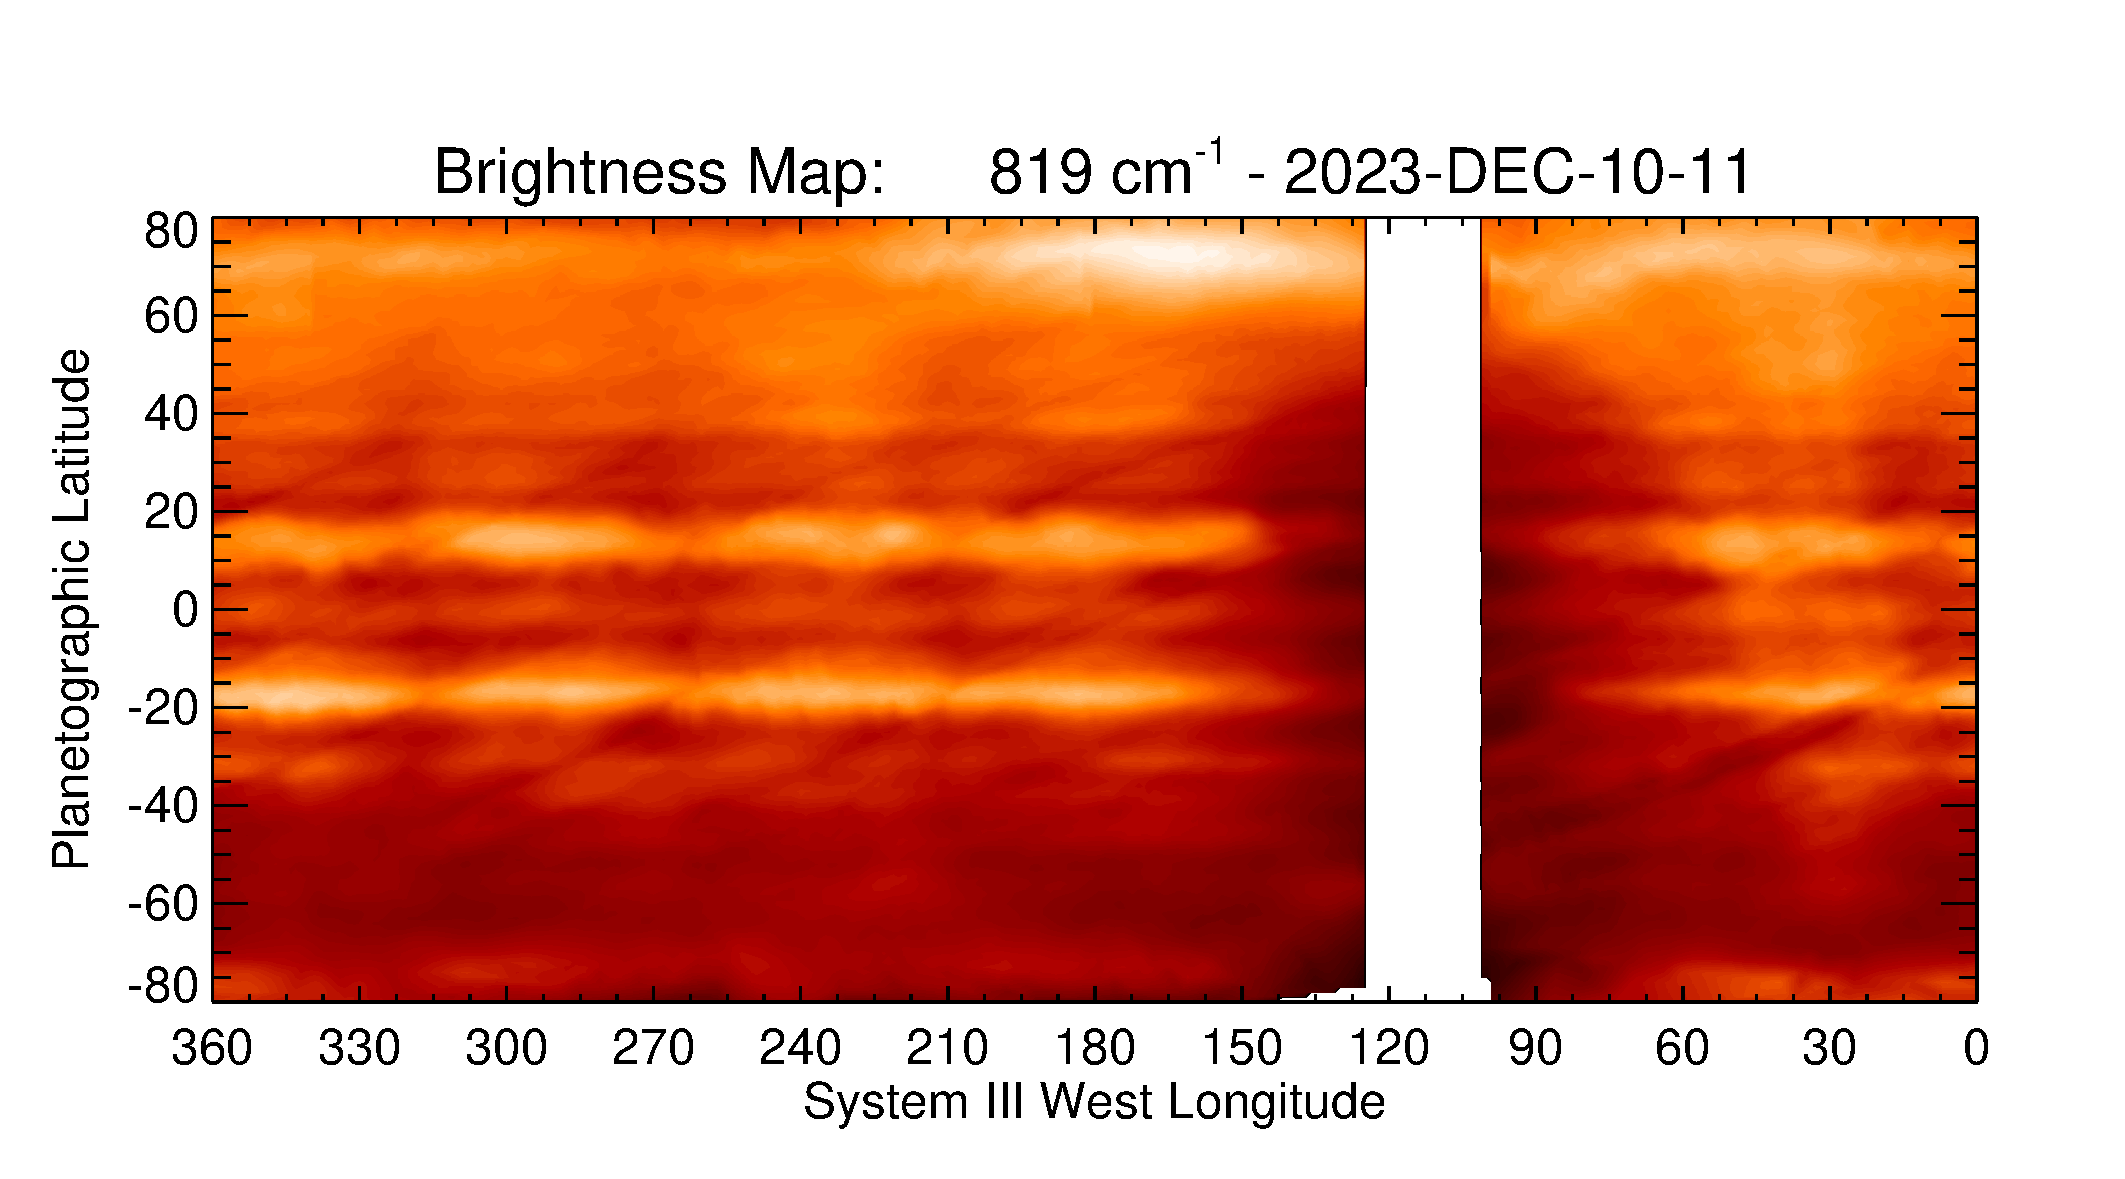 Brightness Map: 819 cm-1 - 2023-DEC-10-11
80
60
40
20
0
-20
-40
-60
-80
Planetographic Latitude
360 330 300 270 240 210 180 150 120 90 60 30 0
System III West Longitude